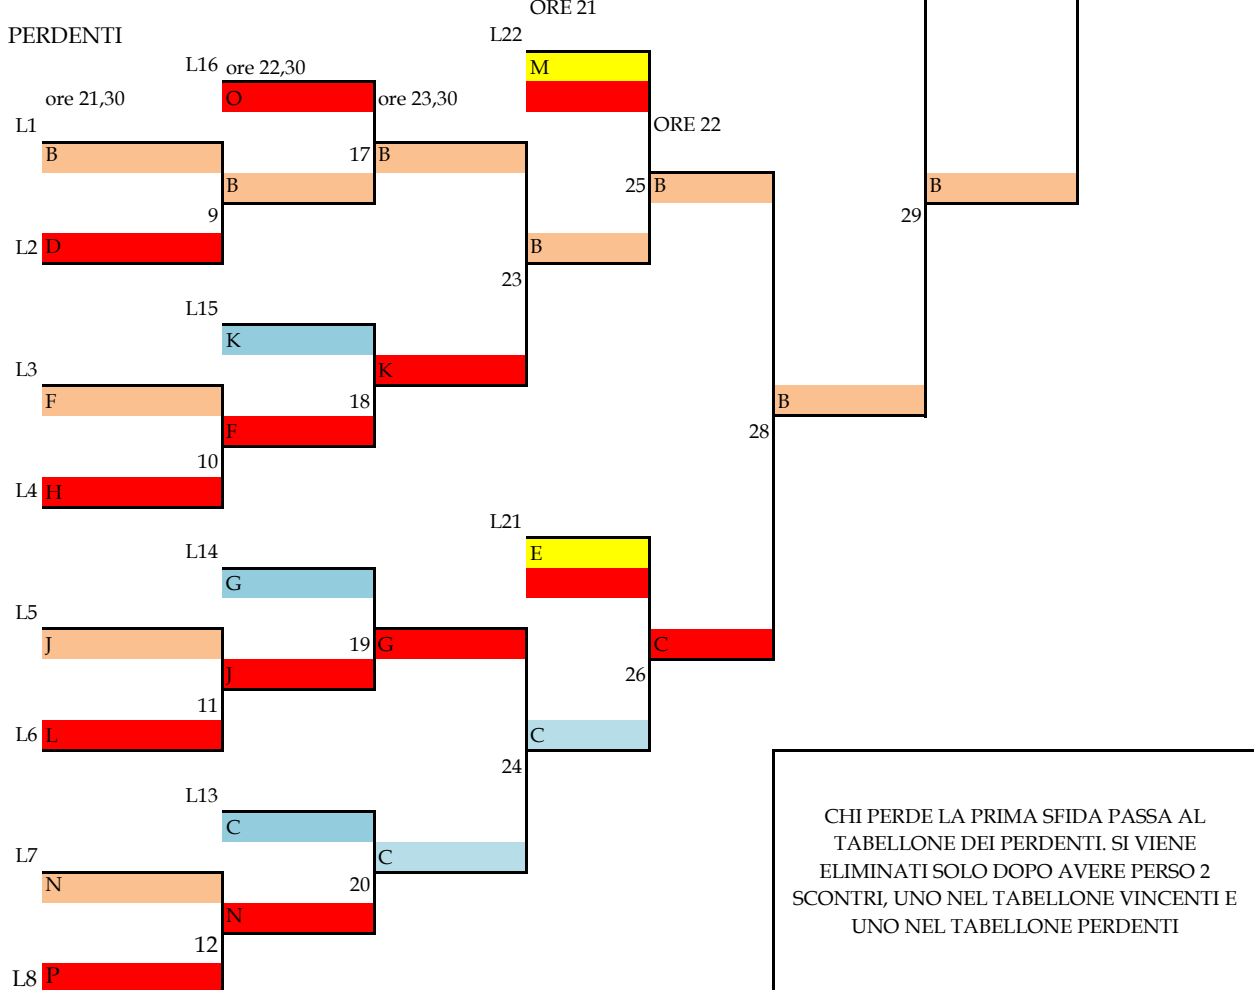 ORE 21
PERDENTI
L22
L16 ore 22,30
M
ore 21,30
O
ore 23,30
L1
ORE 22
B
17 B
B
25 B
B
9
29
L2 D
B
23
L15
K
L3
K
F
18
B
F
28
10
L4 H
L21
L14
E
G
L5
J
19 G
C
J
26
11
L6 L
C
24
L13
C
CHI PERDE LA PRIMA SFIDA PASSA AL
TABELLONE DEI PERDENTI. SI VIENE
ELIMINATI SOLO DOPO AVERE PERSO 2
SCONTRI, UNO NEL TABELLONE VINCENTI E
UNO NEL TABELLONE PERDENTI
L7
C
N
20
N
12
L8 P